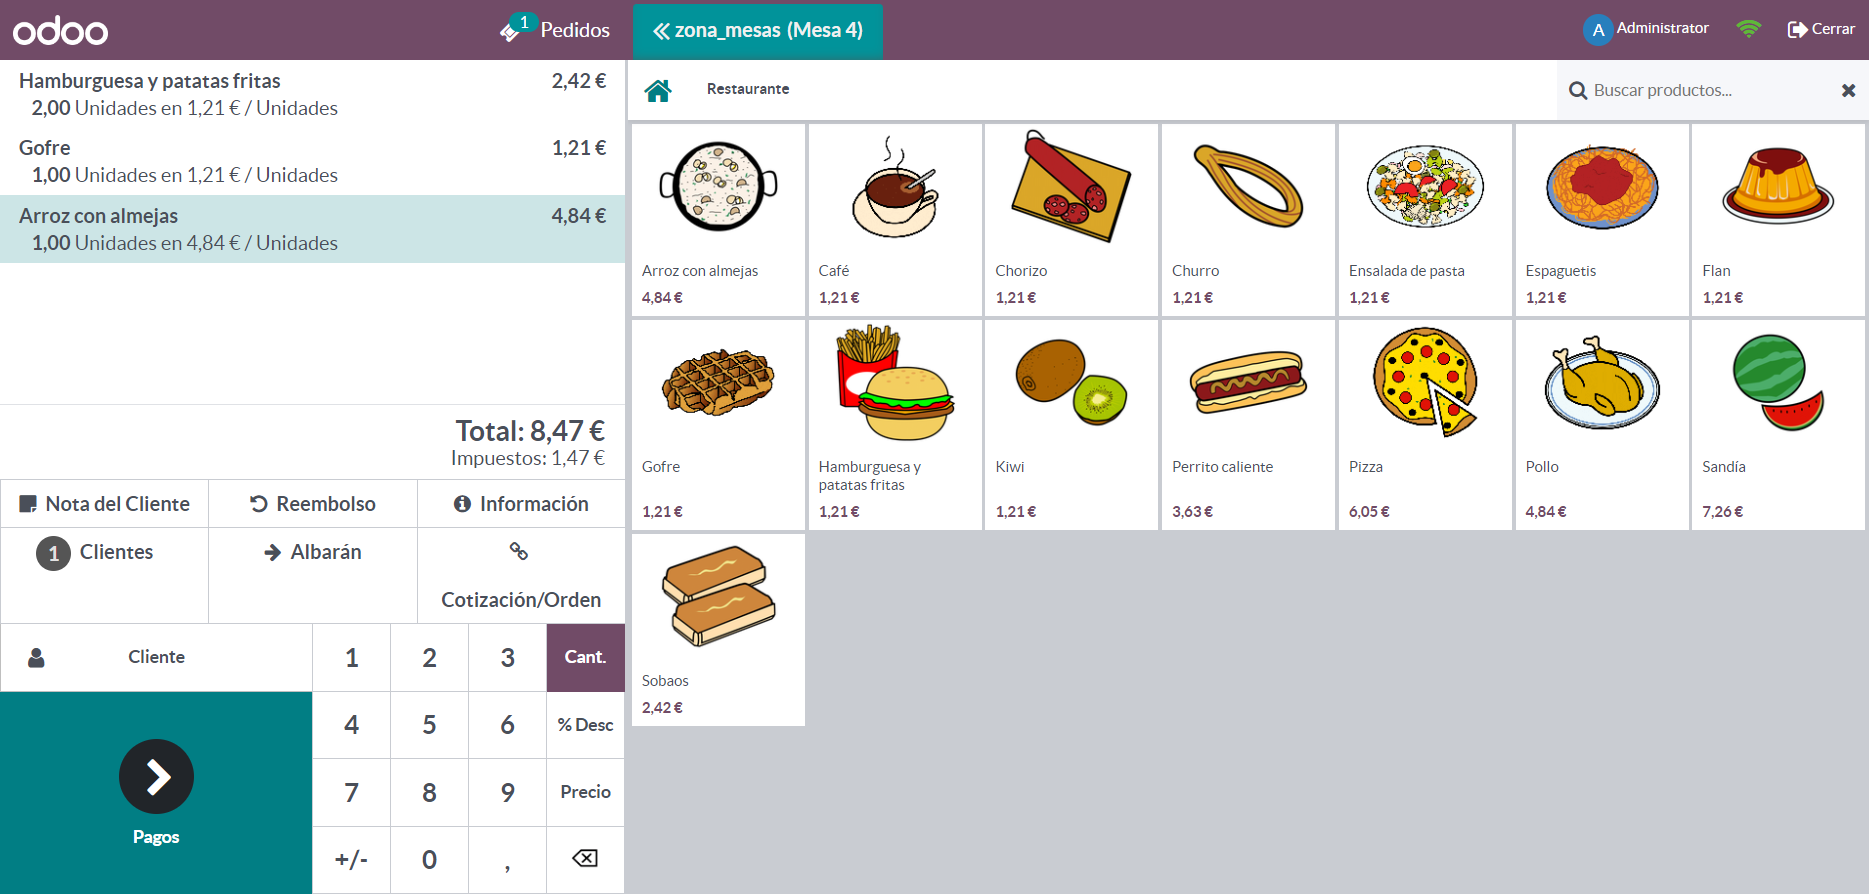 odoo
1
Pedidos
zona_mesas (Mesa 4)
A
Administrator
Cerrar
Hamburguesa y patatas fritas
2,42 €
2,00 Unidades en 1,21 € / Unidades
Gofre
1,21 €
1,00 Unidades en 1,21 € / Unidades
Arroz con almejas
4,84 €
1,00 Unidades en 4,84 € / Unidades
Total: 8,47 €
Impuestos: 1,47 €
Nota del Cliente
Reembolso
Información
1
Clientes
Albarán
Cotización/Orden
Cliente
1
2
3
Cant.
4
5
6
% Desc
7
8
9
Precio
+/-
0
,
Pagos
Restaurante
Buscar productos...
Arroz con almejas
4,84 €
Café
1,21 €
Chorizo
1,21 €
Churro
1,21 €
Ensalada de pasta
1,21 €
Espaguetis
1,21 €
Flan
1,21 €
Gofre
1,21 €
Hamburguesa y
patatas fritas
1,21 €
Kiwi
1,21 €
Perrito caliente
3,63 €
Pizza
6,05 €
Pollo
4,84 €
Sandía
7,26 €
Sobaos
2,42 €